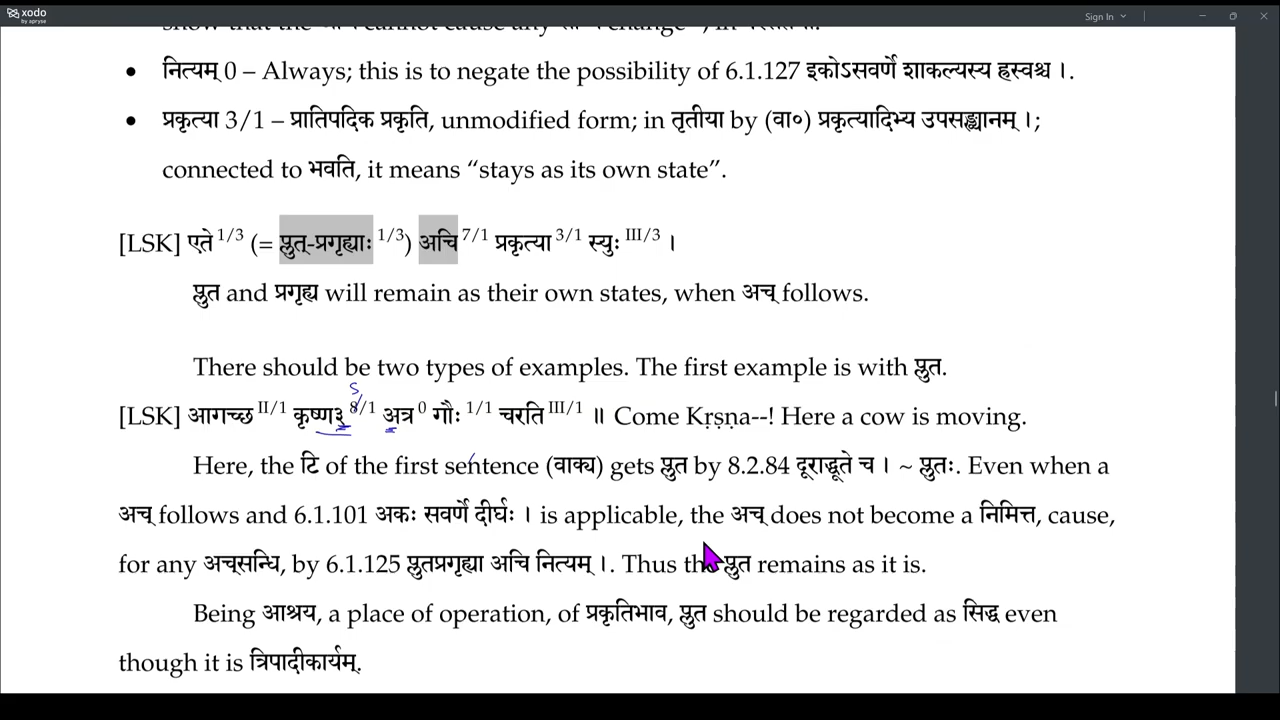 xodo
by apryse
Sign In
show that the
• नित्यम् 0 – Always; this is to negate the possibility of 6.1.127 इकोऽसवर्णे शाकल्यस्य ह्रस्वश्च ।.
• प्रकृत्या 3/1 – प्रातिपदिक प्रकृति, unmodified form; in तृतीया by (वा०) प्रकृत्यादिभ्य उपसङ्ख्यानम् ।;
connected to भवति, it means “stays as its own state”.
[LSK] एते 1/3 (= प्लुत्-प्रगृह्याः 1/3) अचि 7/1 प्रकृत्या 3/1 स्युः III/3 ।
प्लुत and प्रगृह्य will remain as their own states, when अच् follows.
There should be two types of examples. The first example is with प्लुत.
[LSK] आगच्छ II/1 कृष्ण३ 8/1 अत्र 0 गौः 1/1 चरति III/1 ॥ Come Kṛṣṇa--! Here a cow is moving.
Here, the टि of the first sentence (वाक्य) gets प्लुत by 8.2.84 दूराद्धूते च । ~ प्लुतः. Even when a
अच् follows and 6.1.101 अकः सवर्णे दीर्घः । is applicable, the अच् does not become a निमित्त, cause,
for any अच्सन्धि, by 6.1.125 प्लुतप्रगृह्या अचि नित्यम् ।. Thus the प्लुत remains as it is.
Being आश्रय, a place of operation, of प्रकृतिभाव, प्लुत should be regarded as सिद्ध even
though it is त्रिपादीकार्यम्.